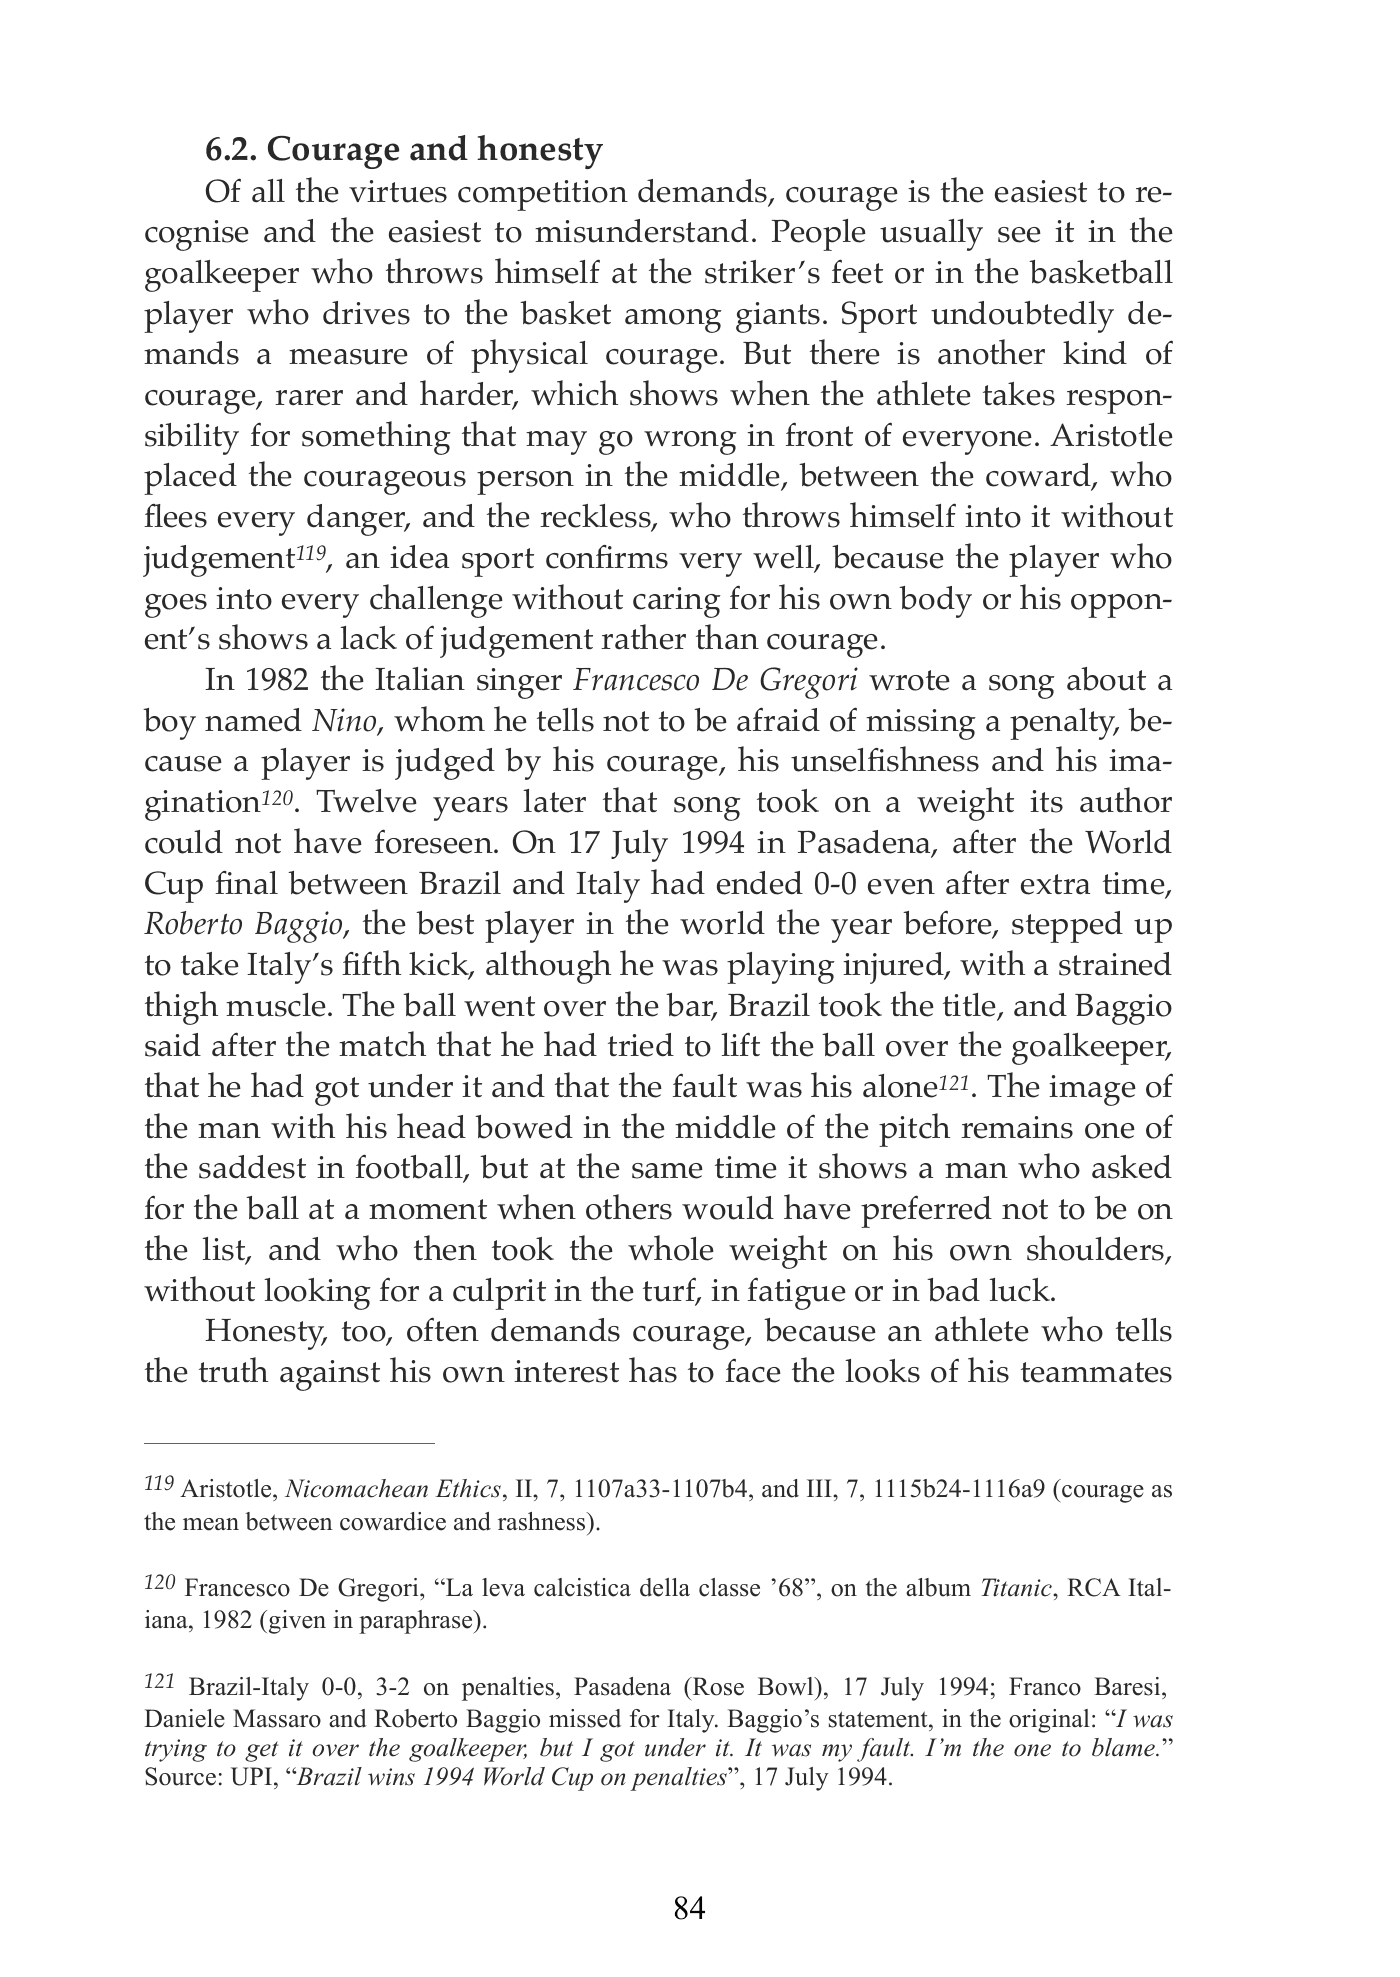 6.2. Courage and honesty
Of all the virtues competition demands, courage is the easiest to re-
cognise and the easiest to misunderstand. People usually see it in the
goalkeeper who throws himself at the striker’s feet or in the basketball
player who drives to the basket among giants. Sport undoubtedly de-
mands a measure of physical courage. But there is another kind of
courage, rarer and harder, which shows when the athlete takes respon-
sibility for something that may go wrong in front of everyone. Aristotle
placed the courageous person in the middle, between the coward, who
flees every danger, and the reckless, who throws himself into it without
judgement119, an idea sport confirms very well, because the player who
goes into every challenge without caring for his own body or his oppon-
ent’s shows a lack of judgement rather than courage.
In 1982 the Italian singer Francesco De Gregori wrote a song about a
boy named Nino, whom he tells not to be afraid of missing a penalty, be-
cause a player is judged by his courage, his unselfishness and his ima-
gination120. Twelve years later that song took on a weight its author
could not have foreseen. On 17 July 1994 in Pasadena, after the World
Cup final between Brazil and Italy had ended 0-0 even after extra time,
Roberto Baggio, the best player in the world the year before, stepped up
to take Italy’s fifth kick, although he was playing injured, with a strained
thigh muscle. The ball went over the bar, Brazil took the title, and Baggio
said after the match that he had tried to lift the ball over the goalkeeper,
that he had got under it and that the fault was his alone121. The image of
the man with his head bowed in the middle of the pitch remains one of
the saddest in football, but at the same time it shows a man who asked
for the ball at a moment when others would have preferred not to be on
the list, and who then took the whole weight on his own shoulders,
without looking for a culprit in the turf, in fatigue or in bad luck.
Honesty, too, often demands courage, because an athlete who tells
the truth against his own interest has to face the looks of his teammates
119 Aristotle, Nicomachean Ethics, II, 7, 1107a33-1107b4, and III, 7, 1115b24-1116a9 (courage as
the mean between cowardice and rashness).
120 Francesco De Gregori, “La leva calcistica della classe ’68”, on the album Titanic, RCA Ital-
iana, 1982 (given in paraphrase).
121 Brazil-Italy 0-0, 3-2 on penalties, Pasadena (Rose Bowl), 17 July 1994; Franco Baresi,
Daniele Massaro and Roberto Baggio missed for Italy. Baggio’s statement, in the original: “I was
trying to get it over the goalkeeper, but I got under it. It was my fault. I’m the one to blame.”
Source: UPI, “Brazil wins 1994 World Cup on penalties”, 17 July 1994.
84